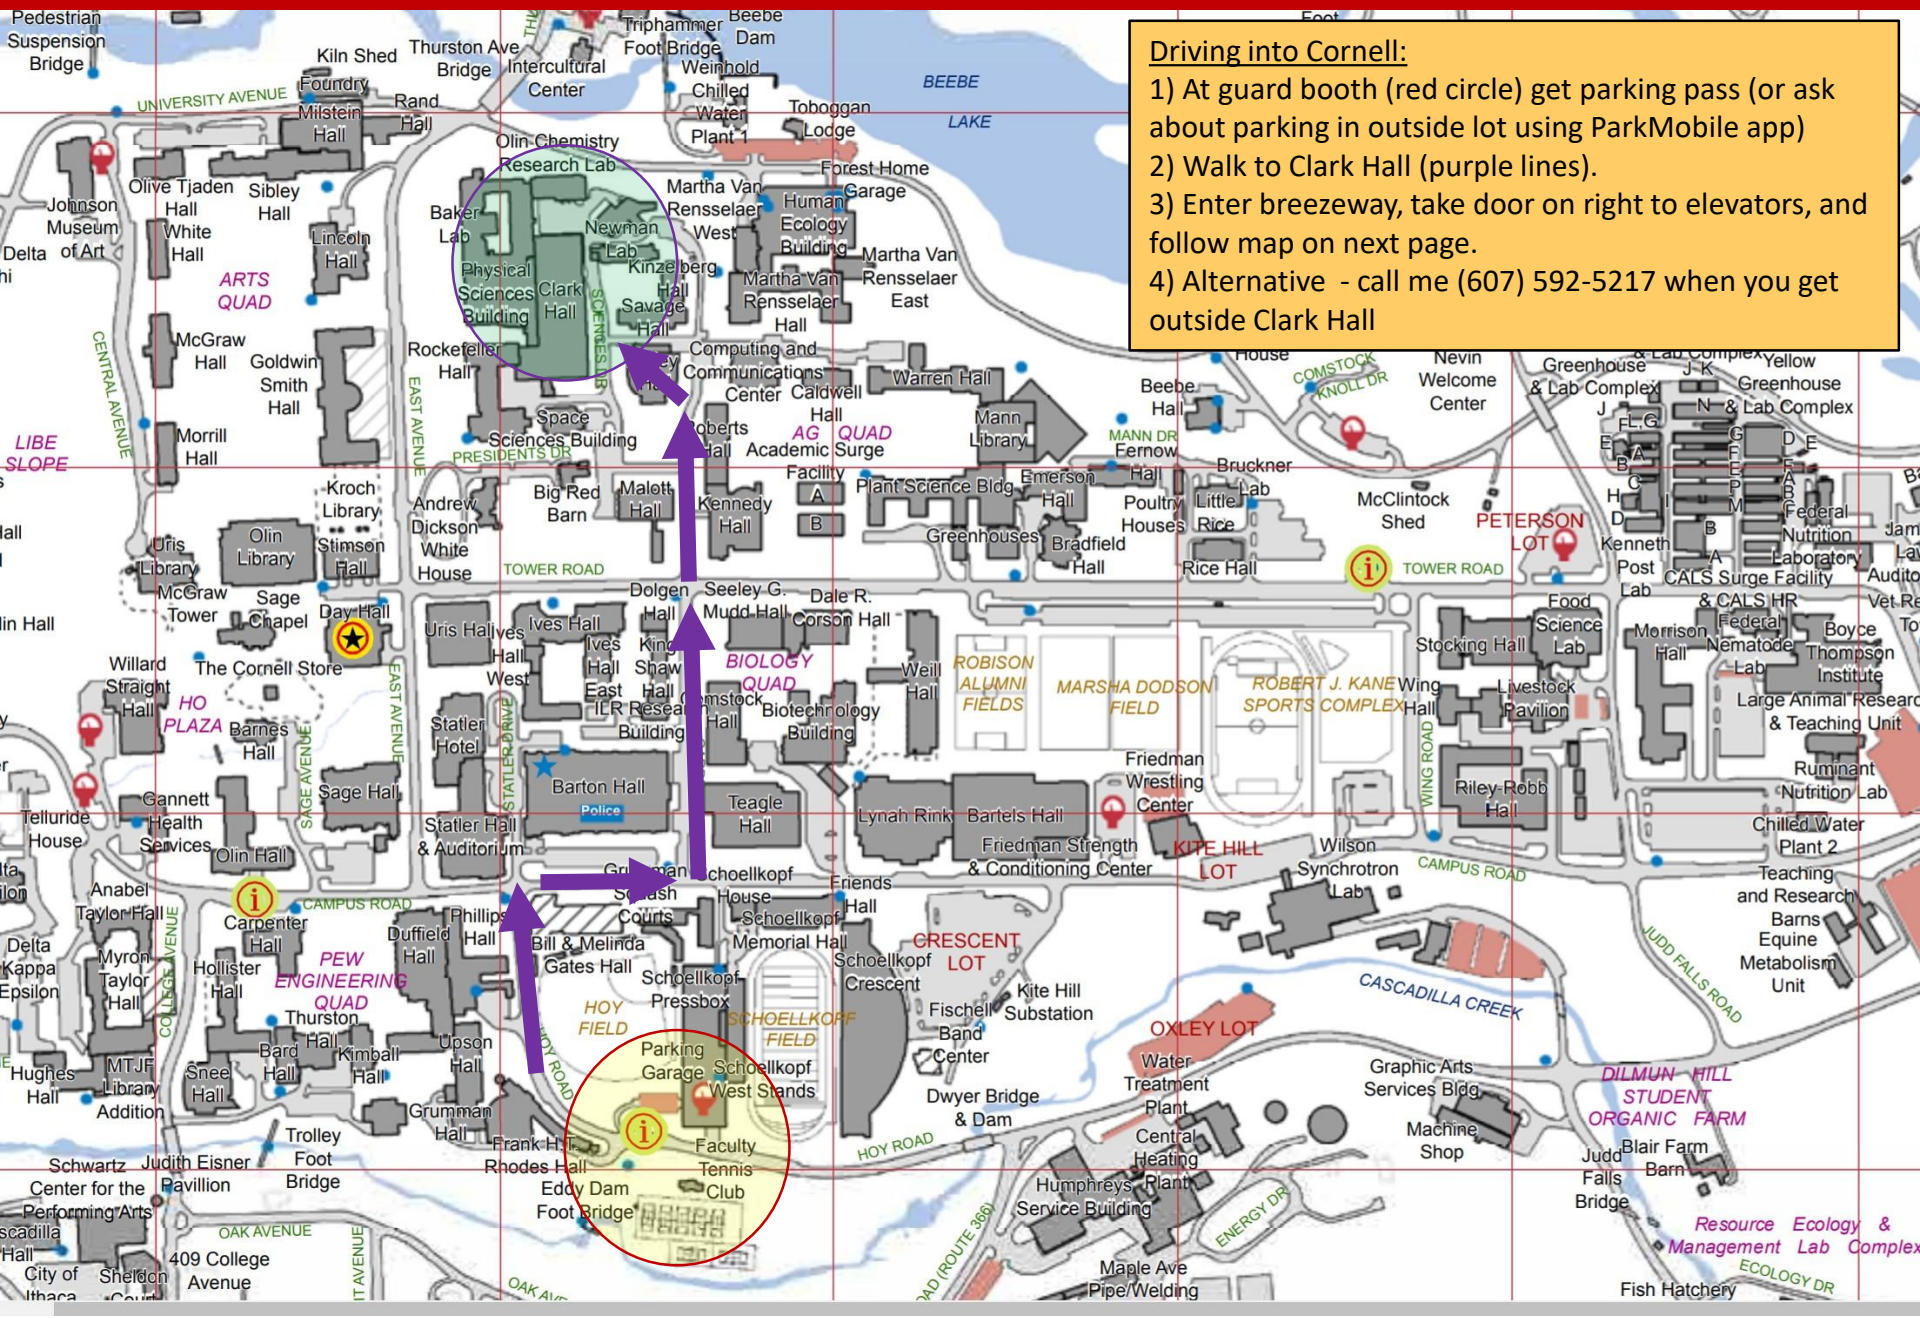 Driving into Cornell:
1) At guard booth (red circle) get parking pass (or ask
about parking in outside lot using ParkMobile app)
2) Walk to Clark Hall (purple lines).
3) Enter breezeway, take door on right to elevators, and
follow map on next page.
4) Alternative - call me (607) 592-5217 when you get
outside Clark Hall
Pedestrian
Suspension
Bridge
Kiln Shed
Foundry
Milstein
Hall
Rand
Hall
UNIVERSITY AVENUE
Thurston Ave
Bridge
Intercultural
Center
Triphammer
Foot Bridge
Beebe
Dam
Weinhold
Chilled
Water
Plant 1
Toboggan
Lodge
BEEBE
LAKE
Forest Home
Garage
Olin Chemistry
Research Lab
Johnson
Museum
of Art
Olive Tjaden
Hall
White
Hall
Sibley
Hall
Lincoln
Hall
ARTS
QUAD
Baker
Lab
Newman
Lab
Kinzelberg
Hall
Savage
Hall
Physical
Sciences
Building
Clark
Hall
SCIENCES DR
Martha Van
Rensselaer
West
Human
Ecology
Building
Martha Van
Rensselaer
East
Martha Van
Rensselaer
Hall
McGraw
Hall
Goldwin
Smith
Hall
Rockefeller
Hall
CENTRAL AVENUE
EAST AVENUE
Computing and
Communications
Center
Caldwell
Hall
Warren Hall
Mann
Library
AG QUAD
Morrill
Hall
LIBE
SLOPE
Space
Sciences Building
PRESIDENTS DR
Academic Surge
Facility
A
B
Plant Science Bldg
Emerson
Hall
MANN DR
Fernow
Hall
Beebe
Hall
COMSTOCK
KNOLL DR
Nevin
Welcome
Center
Greenhouse
& Lab Complex
Yellow
Greenhouse
& Lab Complex
Kroch
Library
Olin
Library
Stimson
Hall
Uris
Library
McGraw
Tower
Sage
Chapel
Day Hall
Andrew
Dickson
White
House
Big Red
Barn
Malott
Hall
Kennedy
Hall
Greenhouses
Bradfield
Hall
Poultry
Houses
Little
Rice
Bruckner
Lab
Rice Hall
McClintock
Shed
PETERSON
LOT
Kenneth
Post
Lab
Federal
Nutrition
Laboratory
CALS Surge Facility
& CALS HR
TOWER ROAD
TOWER ROAD
Dolgen
Hall
Seeley G.
Mudd Hall
Dale R.
Corson Hall
Uris Hall
Ives
Hall
West
Ives Hall
Ives
Hall
East
King
Shaw
Hall
BIOLOGY
QUAD
Biotechnology
Building
Weill
Hall
ROBISON
ALUMNI
FIELDS
MARSHA DODSON
FIELD
ROBERT J. KANE
SPORTS COMPLEX
Stocking Hall
Food
Science
Lab
Wing
Hall
Livestock
Pavilion
Morrison
Hall
Federal
Nematode
Lab
Boyce
Thompson
Institute
Large Animal Research
& Teaching Unit
Willard
Straight
Hall
The Cornell Store
HO
PLAZA
Barnes
Hall
SAGE AVENUE
Sage Hall
EAST AVENUE
Statler
Hotel
STATLER DRIVE
Building
Barton Hall
Police
Teagle
Hall
Lynah Rink
Bartels Hall
Friedman
Wrestling
Center
Friedman Strength
& Conditioning Center
KITE HILL
LOT
WING ROAD
Riley-Robb
Hall
Ruminant
Nutrition Lab
Chilled Water
Plant 2
Telluride
House
Gannett
Health
Services
Olin Hall
Statler Hall
& Auditorium
Schoellkopf
House
Friends
Hall
Wilson
Synchrotron
Lab
CAMPUS ROAD
Teaching
and Research
Barns
Equine
Metabolism
Unit
Anabel
Taylor Hall
COLLEGE AVENUE
Carpenter
Hall
CAMPUS ROAD
Duffield
Hall
Phillips
Hall
Courts
Bill & Melinda
Gates Hall
Schoellkopf
Memorial Hall
Schoellkopf
Crescent
CRESCENT
LOT
JUDD FALLS ROAD
Delta
Kappa
Epsilon
Myron
Taylor
Hall
Hollister
Hall
PEW
ENGINEERING
QUAD
Schoellkopf
Pressbox
HOY
FIELD
SCHOELLKOPF
FIELD
Fischell
Band
Center
Kite Hill
Substation
CASCADILLA CREEK
OXLEY LOT
Hughes
Hall
MTJF
Library
Addition
Snee
Hall
Thurston
Hall
Bard
Hall
Kimball
Hall
Upson
Hall
HOY ROAD
Parking
Garage
Schoellkopf
West Stands
Dwyer Bridge
& Dam
Water
Treatment
Plant
Graphic Arts
Services Bldg
DILMUN HILL
STUDENT
ORGANIC FARM
Grumman
Hall
Frank H.T.
Rhodes Hall
Faculty
Tennis
Club
HOY ROAD
Central
Heating
Plant
Machine
Shop
Judd
Falls
Bridge
Blair Farm
Barn
Schwartz
Center for the
Performing Arts
Judith Eisner
Pavillion
Trolley
Foot
Bridge
Eddy Dam
Foot Bridge
Humphreys
Service Building
ENERGY DR
Resource Ecology &
Management Lab Complex
OAK AVENUE
409 College
Avenue
City of
Ithaca
Sheldon
Court
Maple Ave
Pipe/Welding
Fish Hatchery
ECOLOGY DR